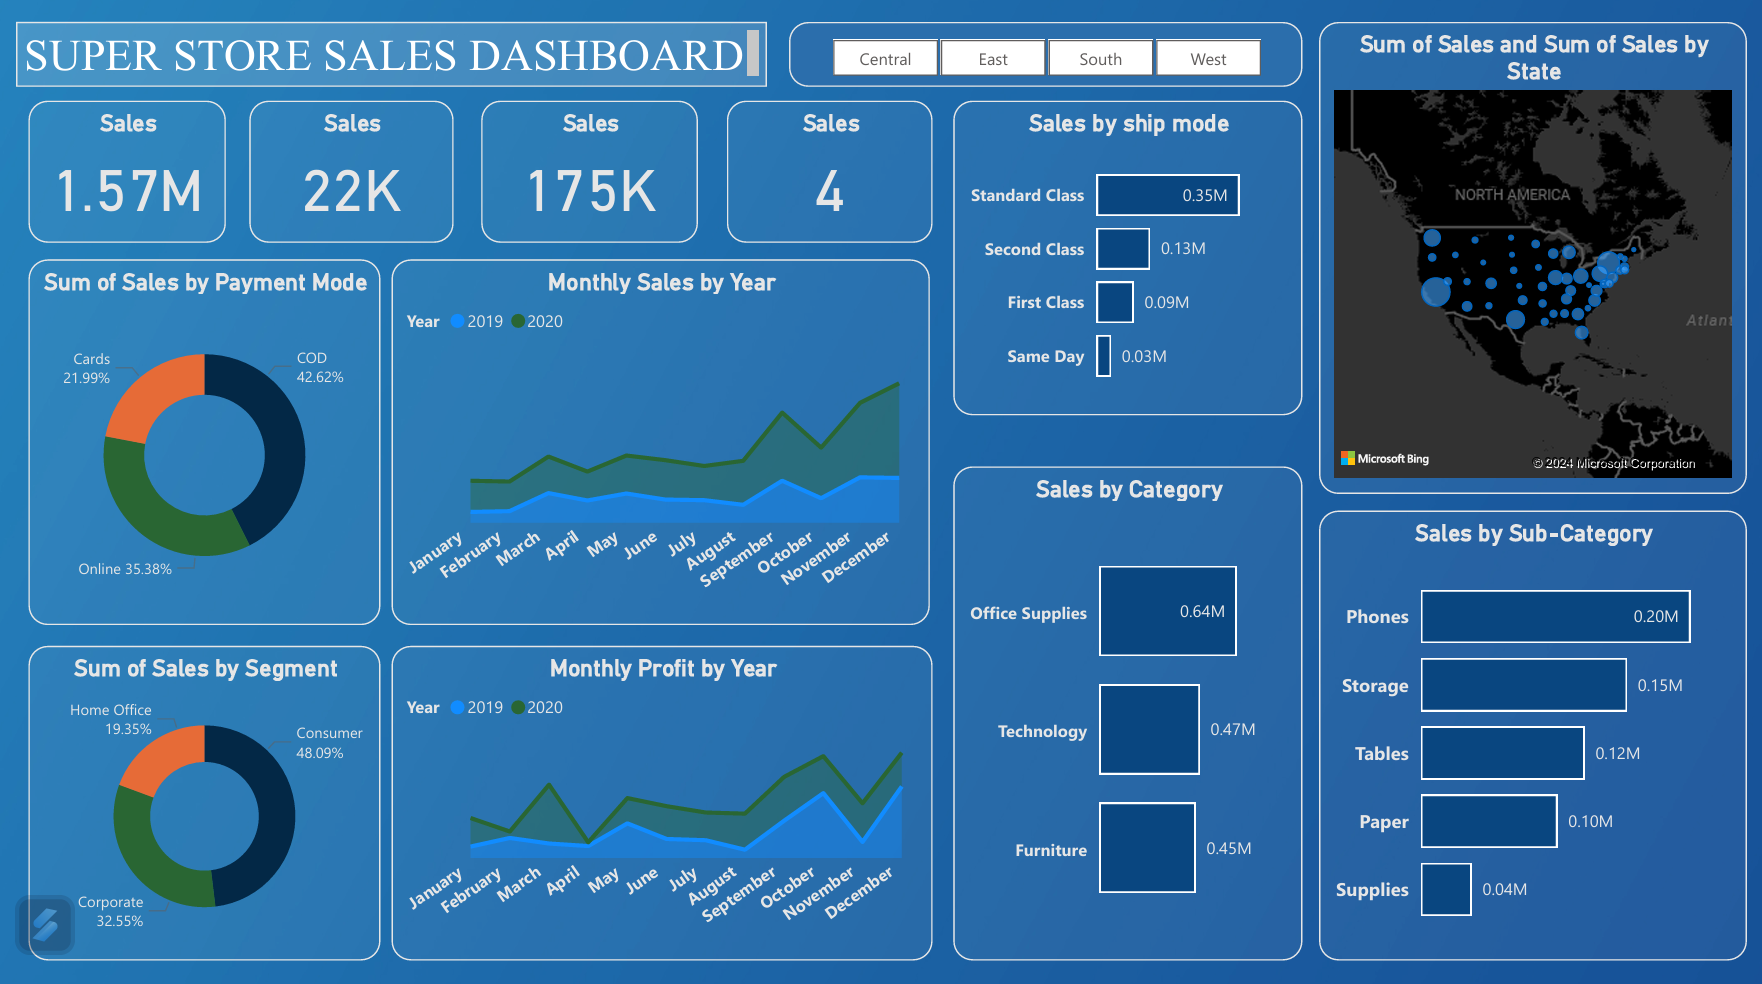 SUPER STORE SALES DASHBOARD
Central
East
South
West
Sales
1.57M
Sales
22K
Sales
175K
Sales
4
Sum of Sales by Payment Mode
Cards
21.99%
COD
42.62%
Online 35.38%
Monthly Sales by Year
Year 2019 2020
January
February
March
April
May
June
July
August
September
October
November
December
Sum of Sales by Segment
Home Office
19.35%
Consumer
48.09%
Corporate
32.55%
Monthly Profit by Year
Year 2019 2020
January
February
March
April
May
June
July
August
September
October
November
December
Sales by ship mode
Standard Class 0.35M
Second Class 0.13M
First Class 0.09M
Same Day 0.03M
Sales by Category
Office Supplies 0.64M
Technology 0.47M
Furniture 0.45M
Sum of Sales and Sum of Sales by
State
NORTH AMERICA
Atlant
Microsoft Bing
© 2024 Microsoft Corporation
Sales by Sub-Category
Phones 0.20M
Storage 0.15M
Tables 0.12M
Paper 0.10M
Supplies 0.04M